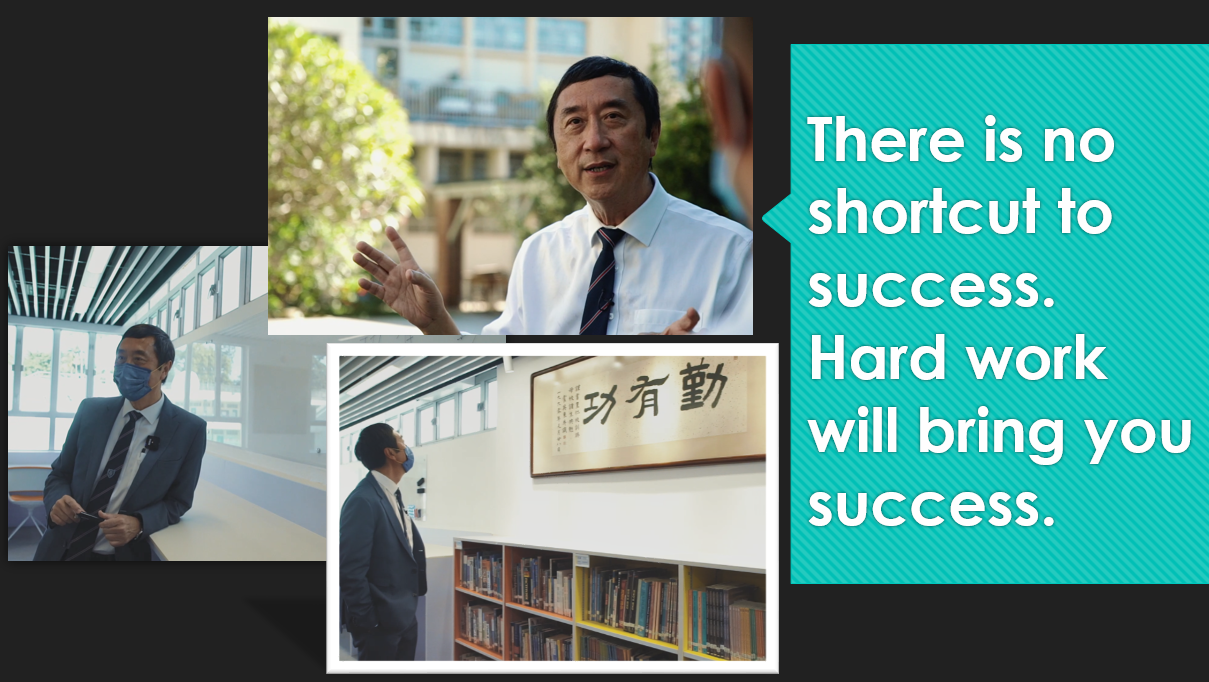 There is no
shortcut to
success.
Hard work
will bring you
success.
勤有功